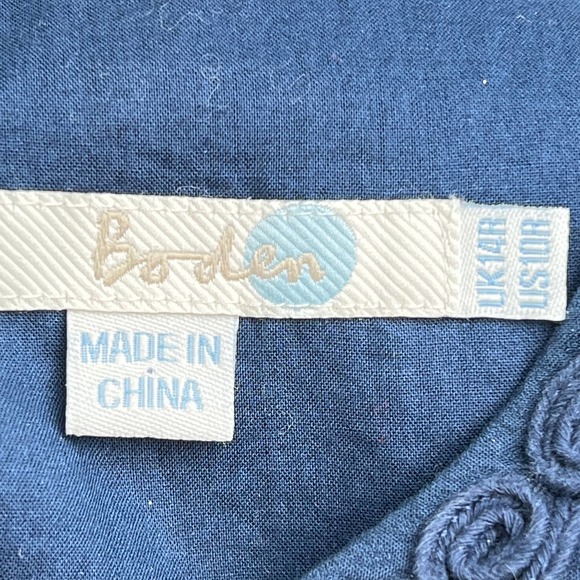 Boden
UK14R
US10R
MADE IN
CHINA